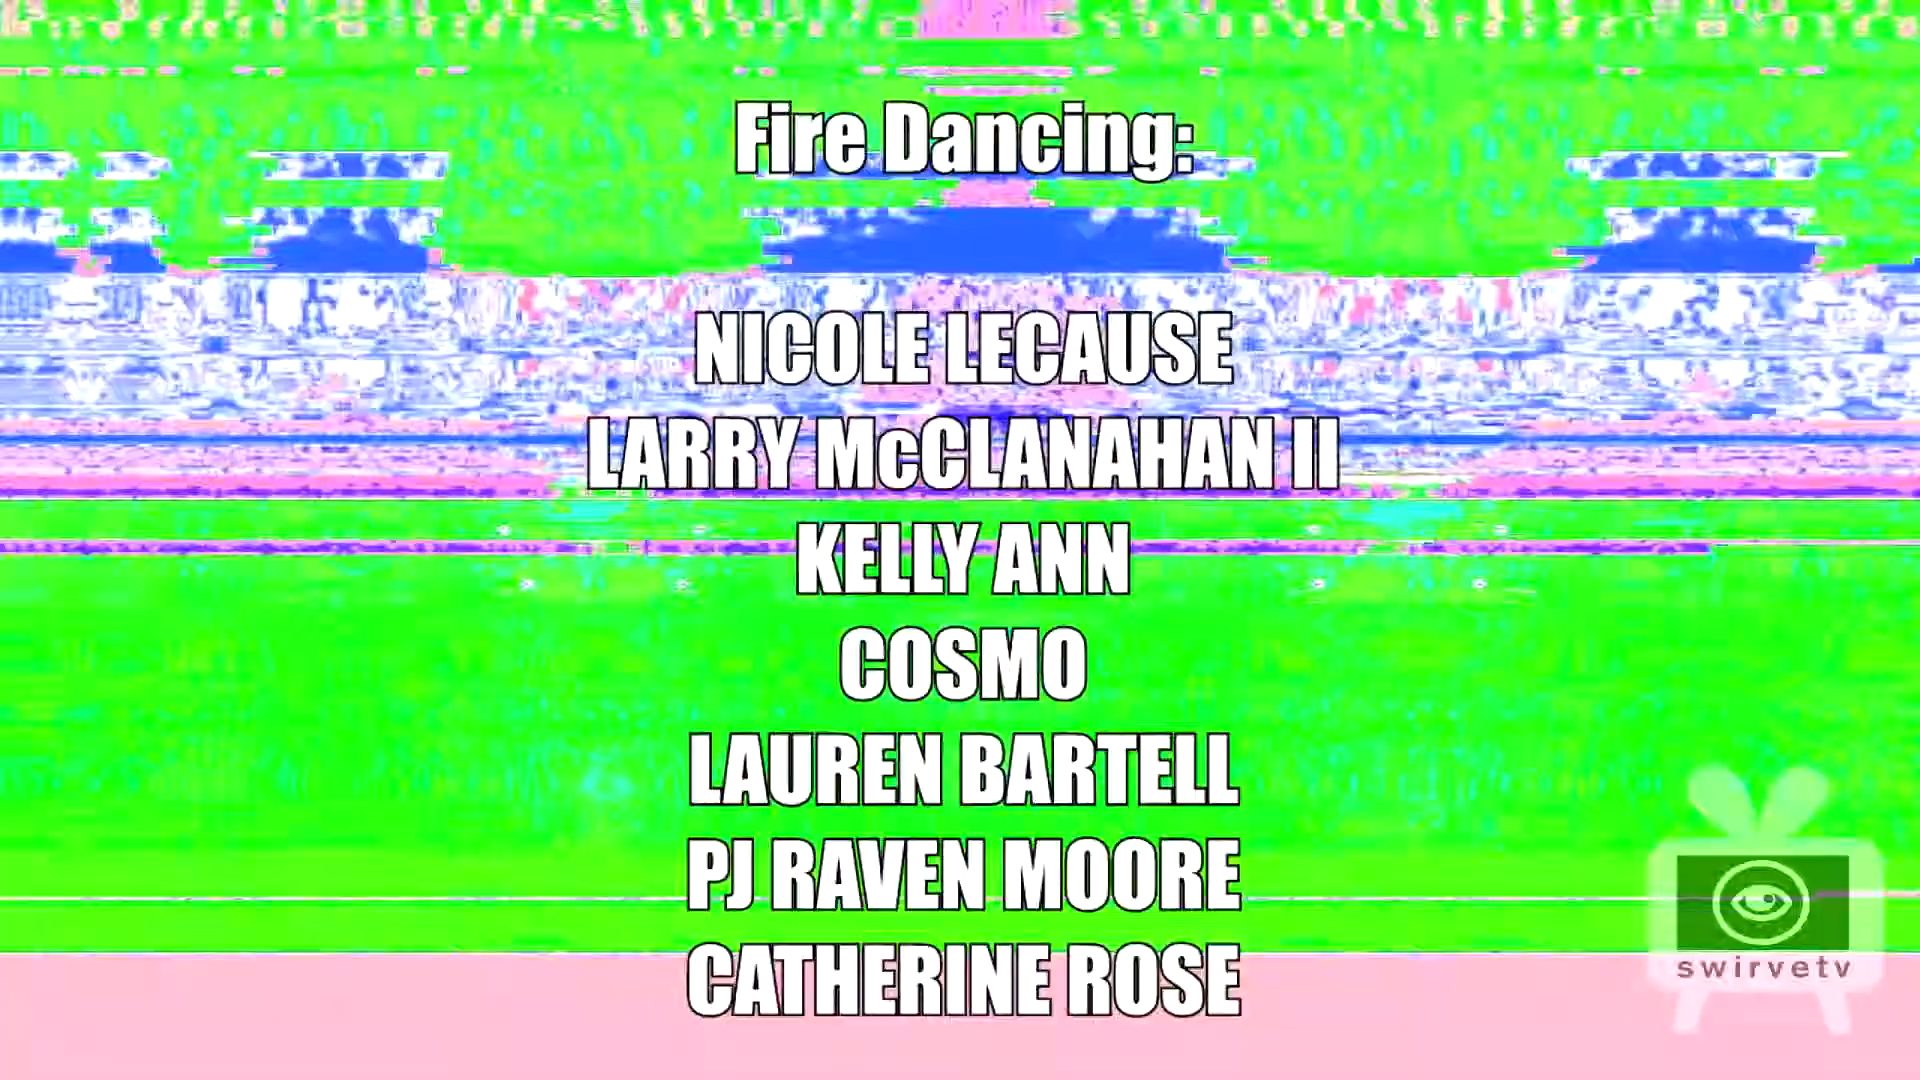 Fire Dancing:
NICOLE LECAUSE
LARRY McCLANAHAN II
KELLY ANN
COSMO
LAUREN BARTELL
PJ RAVEN MOORE
CATHERINE ROSE
swirvetv